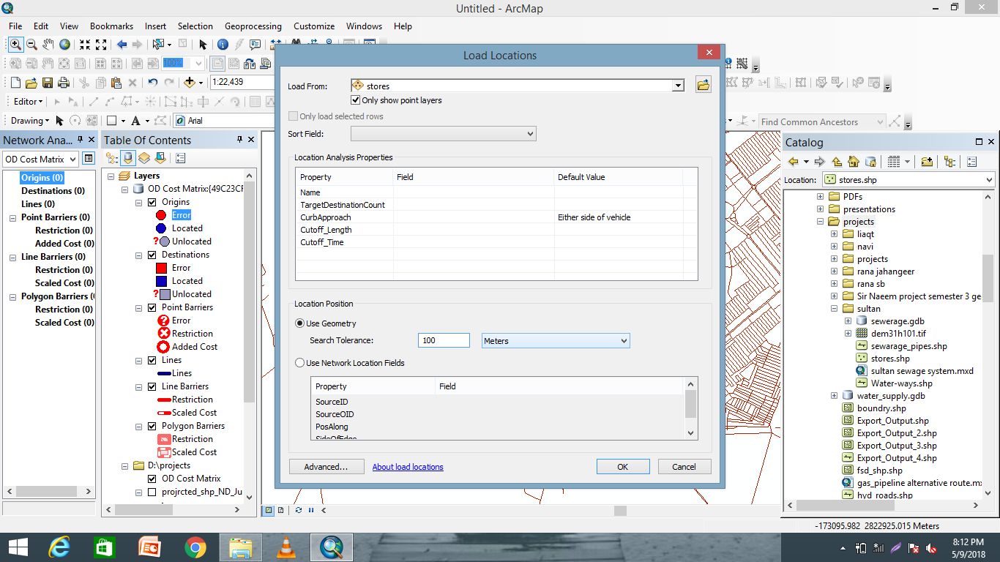 Untitled - ArcMap
File Edit View Bookmarks Insert Selection Geoprocessing Customize Windows Help
100%
1:22,439
Editor
Drawing
A
Arial
Find Common Ancestors
Network Ana...
OD Cost Matrix
Origins (0)
Destinations (0)
Lines (0)
Point Barriers (0)
Restriction (0)
Added Cost (0)
Line Barriers (0)
Restriction (0)
Scaled Cost (0)
Polygon Barriers (
Restriction (0)
Scaled Cost (0)
Table Of Contents
Layers
OD Cost Matrix:{49C23CF
Origins
Error
Located
? Unlocated
Destinations
Error
Located
? Unlocated
Point Barriers
Error
Restriction
Added Cost
Lines
Lines
Line Barriers
Restriction
Scaled Cost
Polygon Barriers
Restriction
Scaled Cost
D:\projects
OD Cost Matrix
projrcted_shp_ND_Ju
Load Locations
Load From: stores
Only show point layers
Only load selected rows
Sort Field:
Location Analysis Properties
Property Field Default Value
Name
TargetDestinationCount
CurbApproach Either side of vehicle
Cutoff_Length
Cutoff_Time
Location Position
Use Geometry
Search Tolerance: 100 Meters
Use Network Location Fields
Property Field
SourceID
SourceOID
PosAlong
SideOfEdge
Advanced... About load locations OK Cancel
Catalog
Location: stores.shp
PDFs
presentations
projects
liaqt
navi
projects
rana jahangeer
rana sb
Sir Naeem project semester 3 ge
sultan
sewerage.gdb
dem31h101.tif
sewarage_pipes.shp
stores.shp
sultan sewage system.mxd
Water-ways.shp
water_supply.gdb
boundry.shp
Export_Output.shp
Export_Output_2.shp
Export_Output_3.shp
Export_Output_4.shp
fsd_shp.shp
gas_pipeline alternative route.mx
hyd_roads.shp
-173095.982 2822925.015 Meters
8:12 PM
5/9/2018